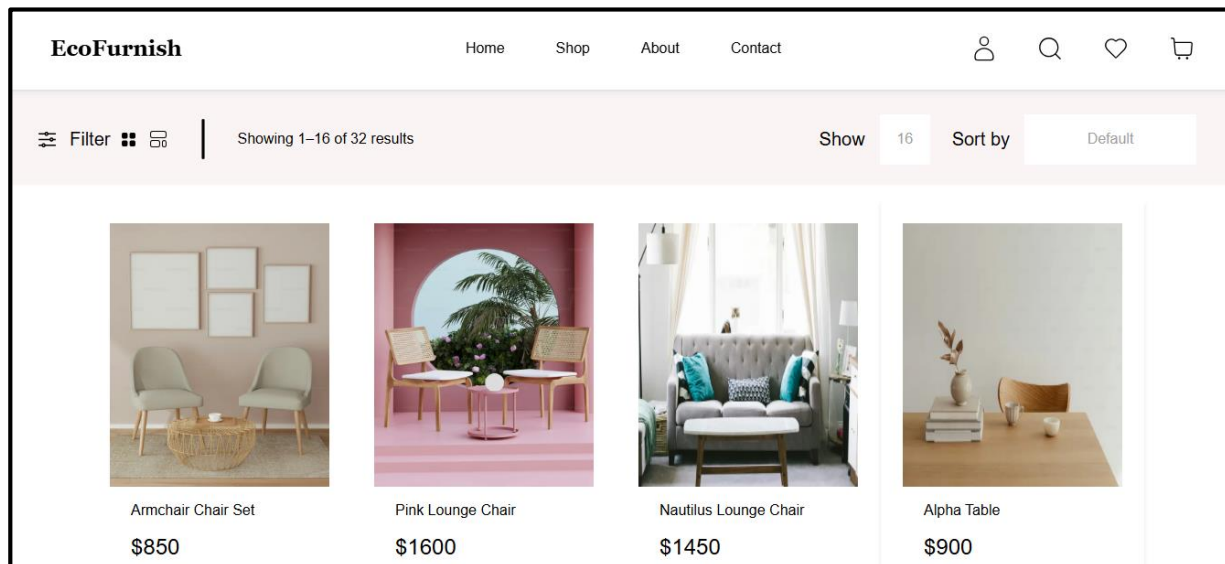 EcoFurnish Home Shop About Contact
Filter Showing 1–16 of 32 results Show 16 Sort by Default
Armchair Chair Set Pink Lounge Chair Nautilus Lounge Chair Alpha Table
$850 $1600 $1450 $900